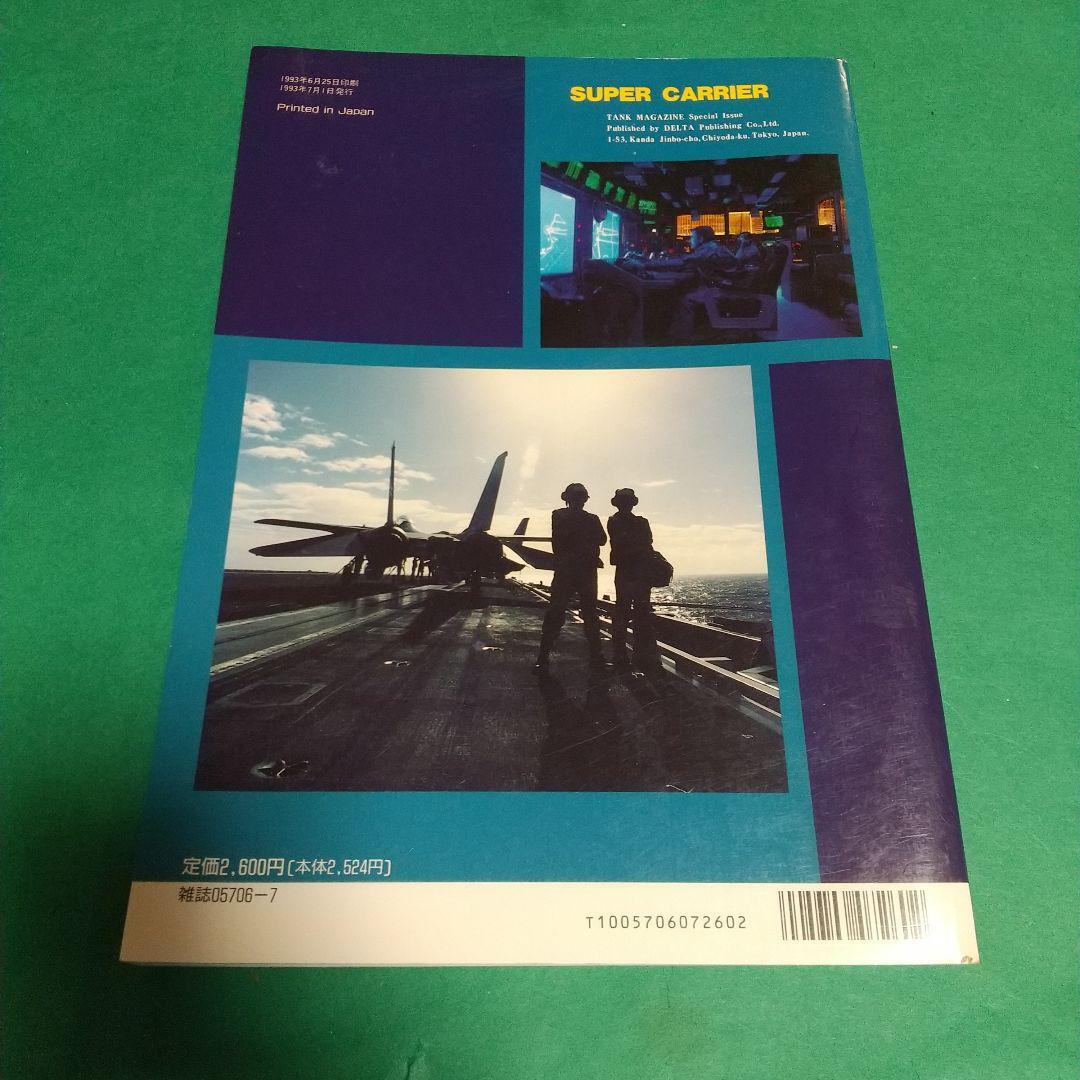 1993年6月25日印刷
1993年7月1日発行
Printed in Japan
SUPER CARRIER
TANK MAGAZINE Special Issue
Published by DELTA Publishing Co.,Ltd.
1-53, Kanda Jinbo-cho, Chiyoda-ku, Tokyo, Japan.
定価2,600円〔本体2,524円〕
雑誌05706-7
T1005706072602